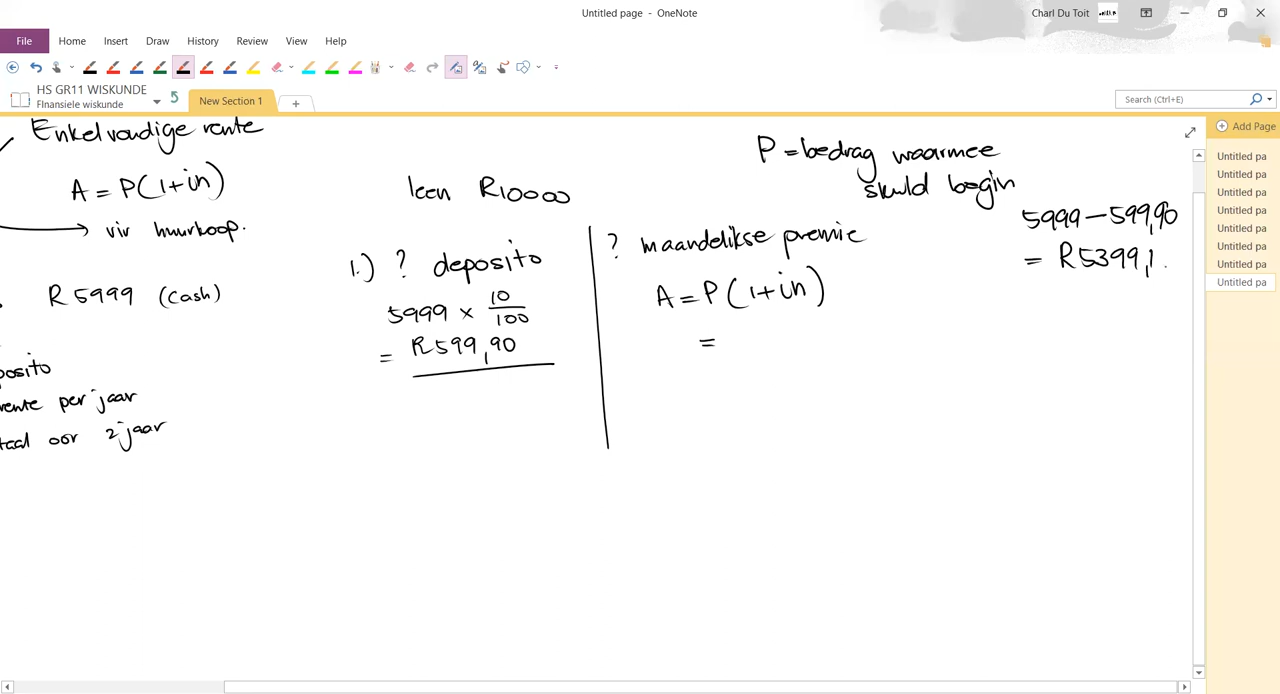 Untitled page - OneNote
Charl Du Toit
File Home Insert Draw History Review View Help
HS GR11 WISKUNDE
FInansiele wiskunde
New Section 1
Search (Ctrl+E)
Add Page
Untitled pa
Untitled pa
Untitled pa
Untitled pa
Untitled pa
Untitled pa
Untitled pa
Untitled pa
Enkelvoudige rente
A = P(1+in)
vir huurkoop.
R5999 (cash)
posito
rente per jaar
taal oor 2 jaar
leen R10000
1.) ? deposito
5999 × 10/100
= R599,90
? maandelikse premie
A = P(1+in)
=
P = bedrag waarmee
skuld begin
5999 – 599,90
= R5399,1